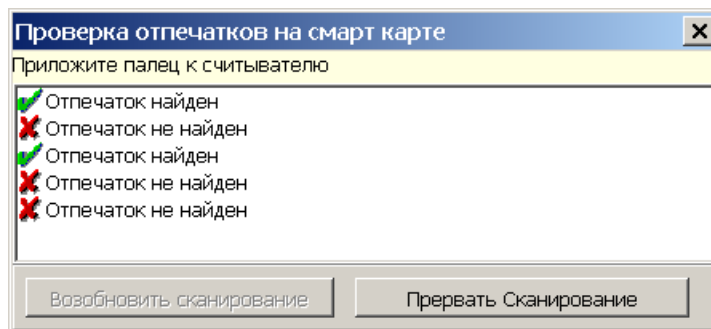 Проверка отпечатков на смарт карте
Приложите палец к считывателю
Отпечаток найден
Отпечаток не найден
Отпечаток найден
Отпечаток не найден
Отпечаток не найден
Возобновить сканирование
Прервать Сканирование